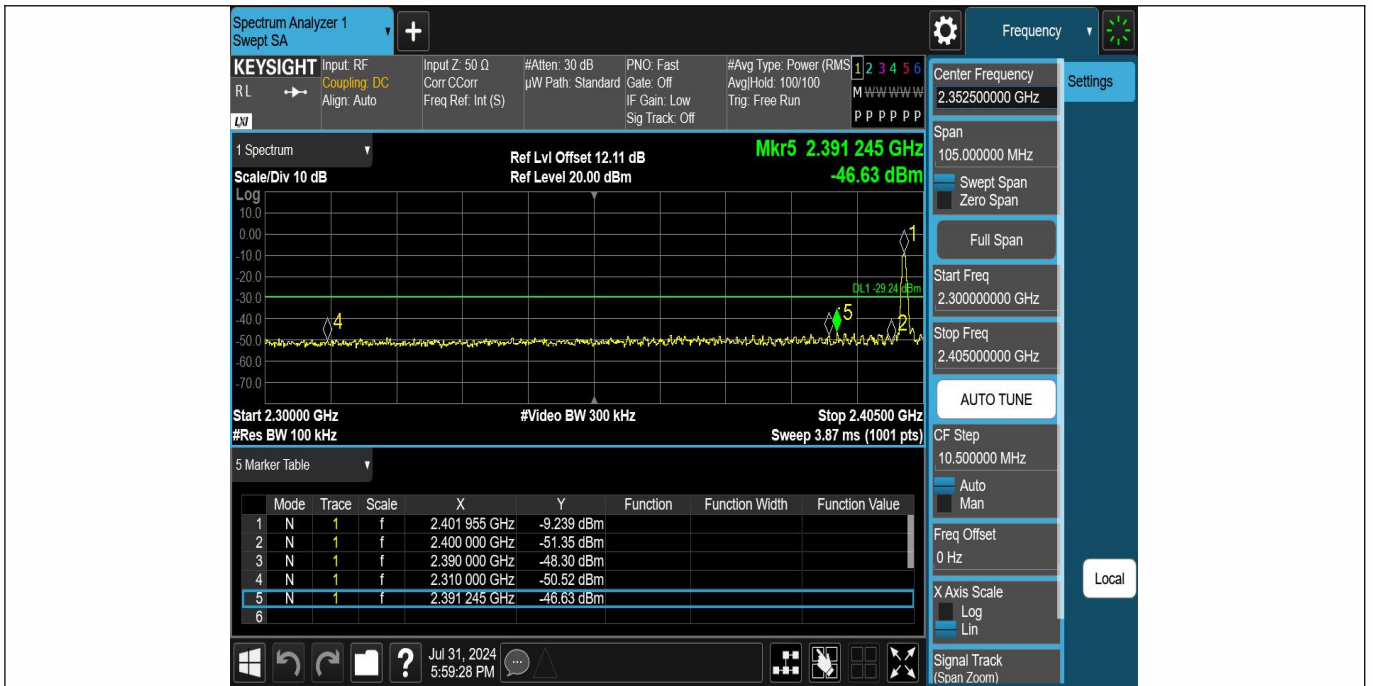 Spectrum Analyzer 1
Swept SA
+
Frequency
KEYSIGHT
RL
LXI
Input: RF
Coupling: DC
Align: Auto
Input Z: 50 Ω
Corr CCorr
Freq Ref: Int (S)
#Atten: 30 dB
µW Path: Standard
PNO: Fast
Gate: Off
IF Gain: Low
Sig Track: Off
#Avg Type: Power (RMS
Avg|Hold: 100/100
Trig: Free Run
1 2 3 4 5 6
M W W W W W
P P P P P P
1 Spectrum
Scale/Div 10 dB
Ref Lvl Offset 12.11 dB
Ref Level 20.00 dBm
Mkr5 2.391 245 GHz
-46.63 dBm
Log
10.0
0.00
-10.0
-20.0
-30.0
-40.0
-50.0
-60.0
-70.0
1
DL1 -29.24 dBm
4
5
2
Start 2.30000 GHz
#Video BW 300 kHz
Stop 2.40500 GHz
#Res BW 100 kHz
Sweep 3.87 ms (1001 pts)
5 Marker Table
Mode Trace Scale X Y Function Function Width Function Value
1 N 1 f 2.401 955 GHz -9.239 dBm
2 N 1 f 2.400 000 GHz -51.35 dBm
3 N 1 f 2.390 000 GHz -48.30 dBm
4 N 1 f 2.310 000 GHz -50.52 dBm
5 N 1 f 2.391 245 GHz -46.63 dBm
6
?
Jul 31, 2024
5:59:28 PM
Center Frequency
2.352500000 GHz
Settings
Span
105.000000 MHz
Swept Span
Zero Span
Full Span
Start Freq
2.300000000 GHz
Stop Freq
2.405000000 GHz
AUTO TUNE
CF Step
10.500000 MHz
Auto
Man
Freq Offset
0 Hz
X Axis Scale
Log
Lin
Local
Signal Track
(Span Zoom)